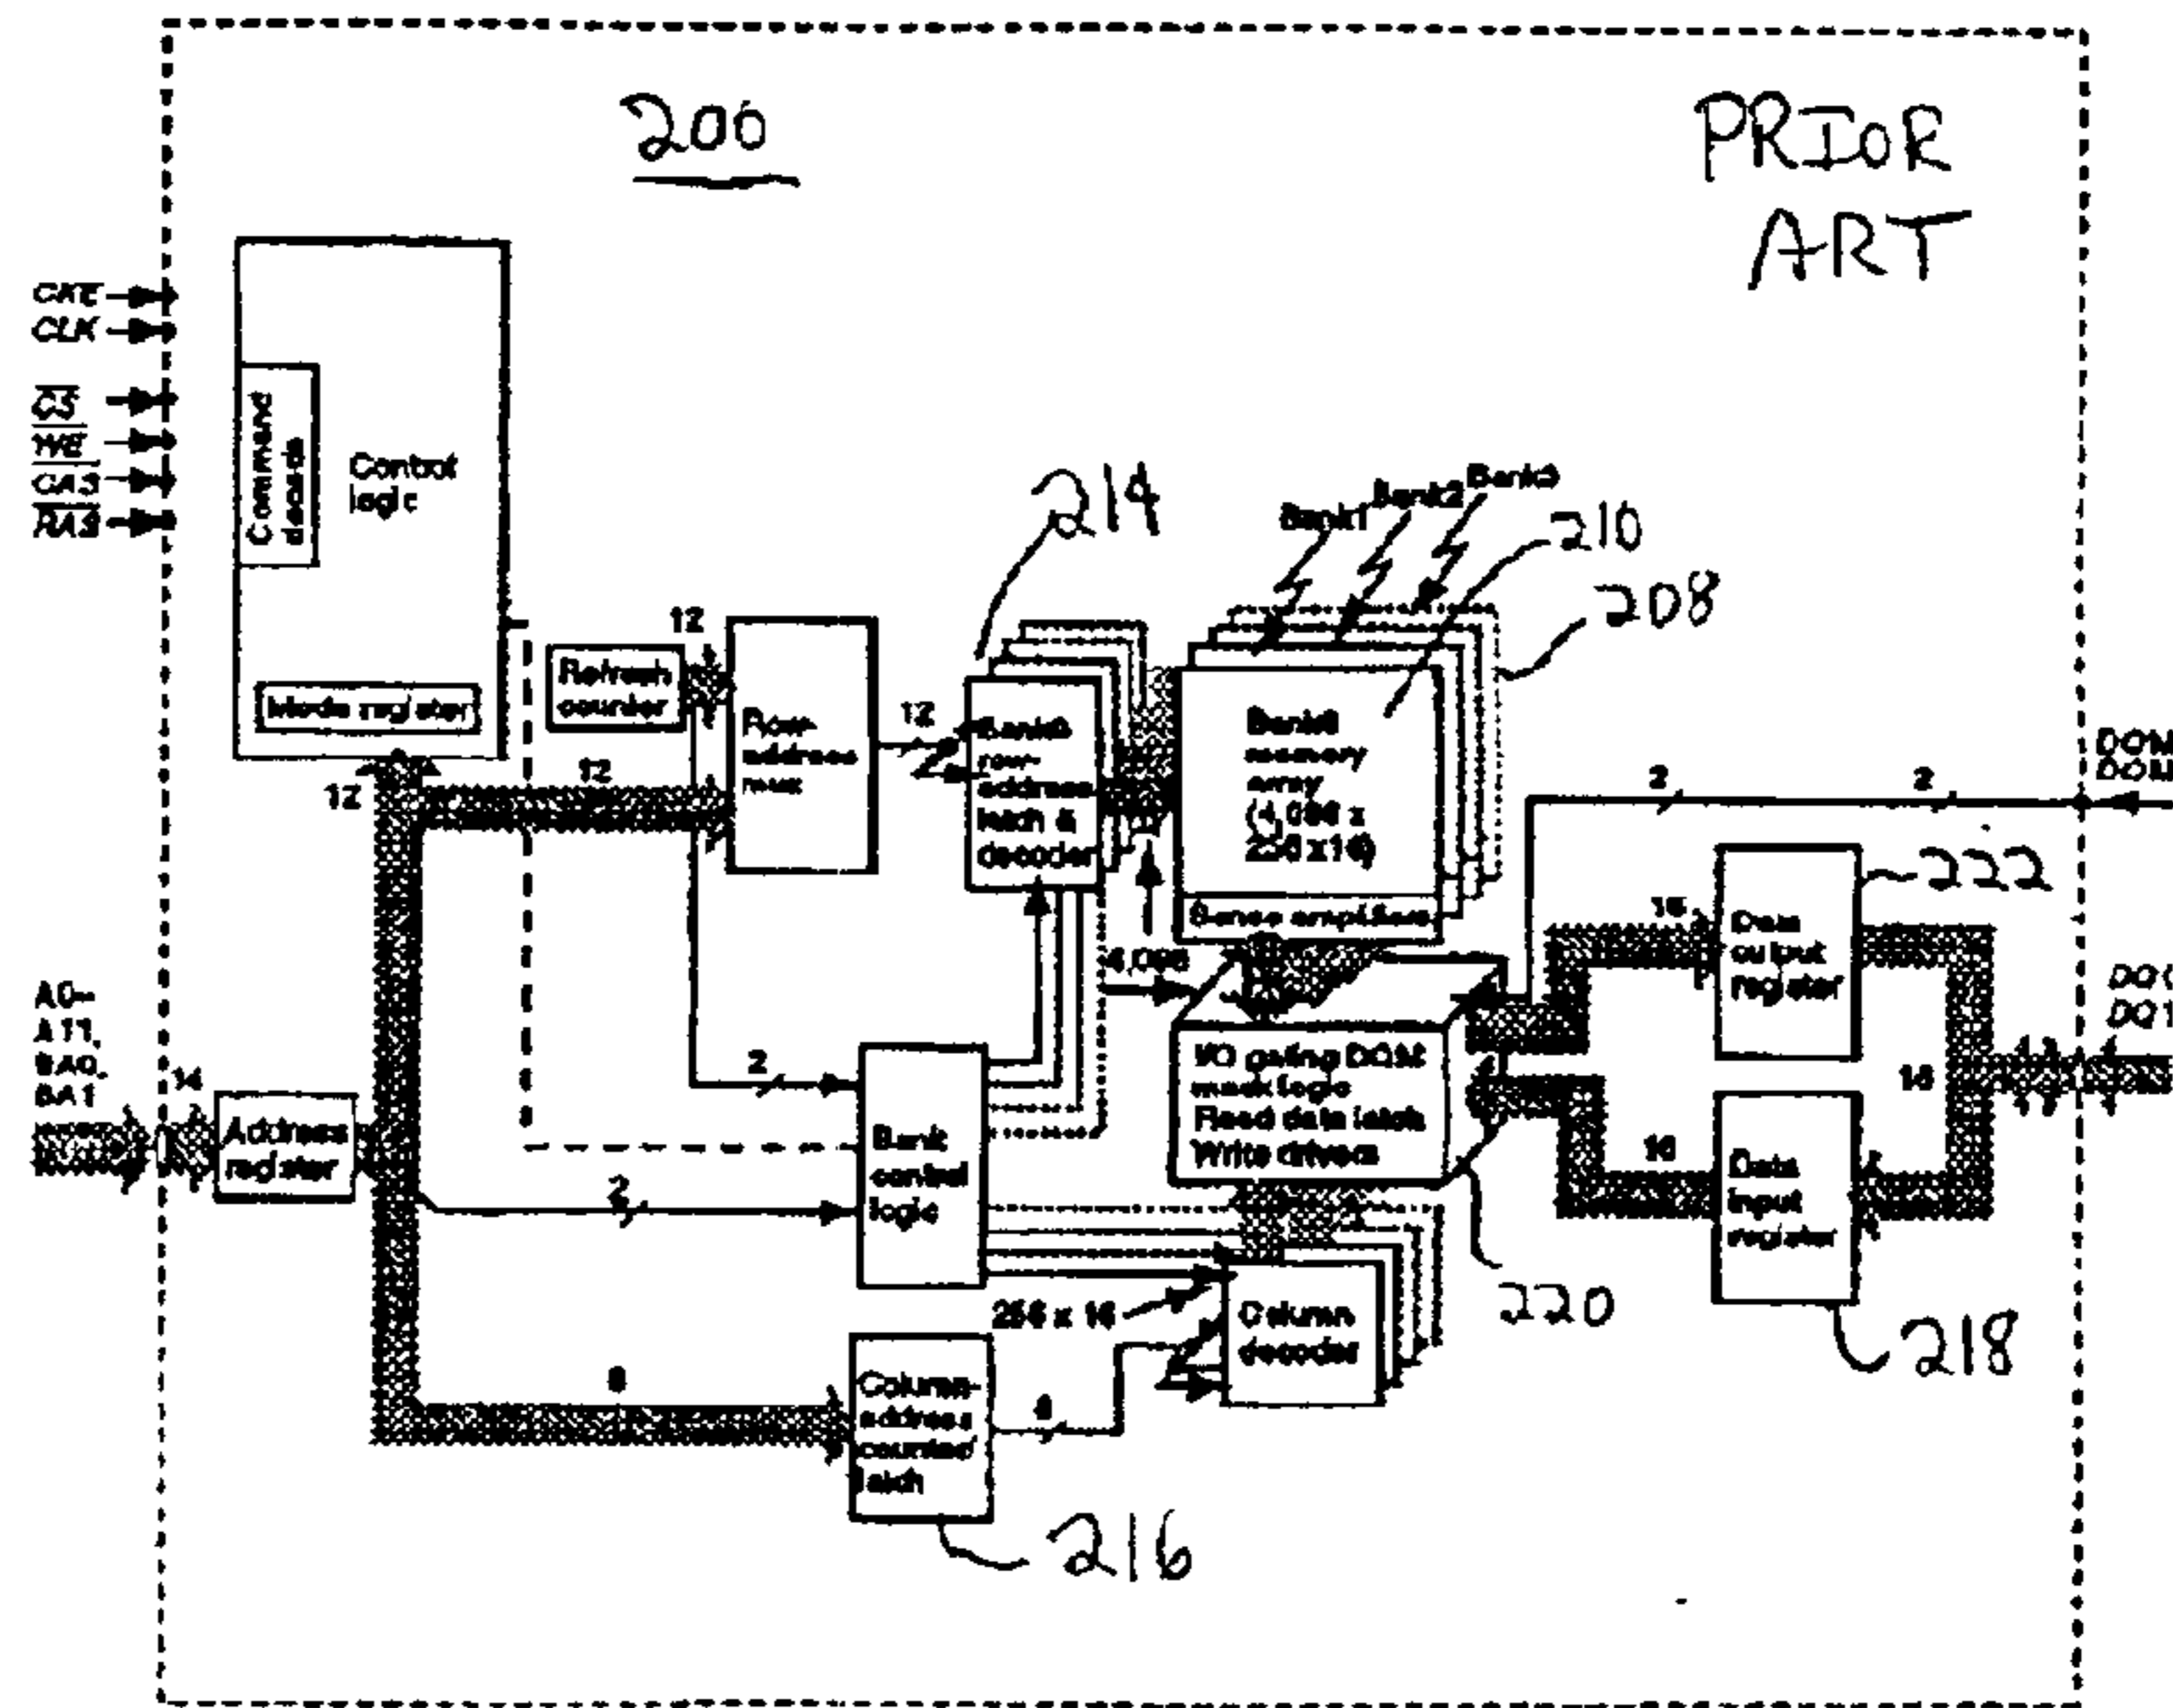 200
PRIOR
ART
CKE
CLK
CS
WE
CAS
RAS
Command
decode
Control
logic
Mode register
12
Refresh
counter
12
12
Row-
address
mux
12
214
Bank0
row-
address
latch &
decoder
Bank1
Bank2
Bank3
210
208
Bank0
memory
array
(4,096 x
256 x 16)
Sense amplifiers
4,096
2
2
DQM
DQM
222
16
Data
output
register
A0-
A11,
BA0,
BA1
14
Address
register
2
2
Bank
control
logic
I/O gating DQM
mask logic
Read data latch
Write drivers
16
16
Data
input
register
218
220
256 x 16
Column
decoder
8
8
Column-
address
counter/
latch
216